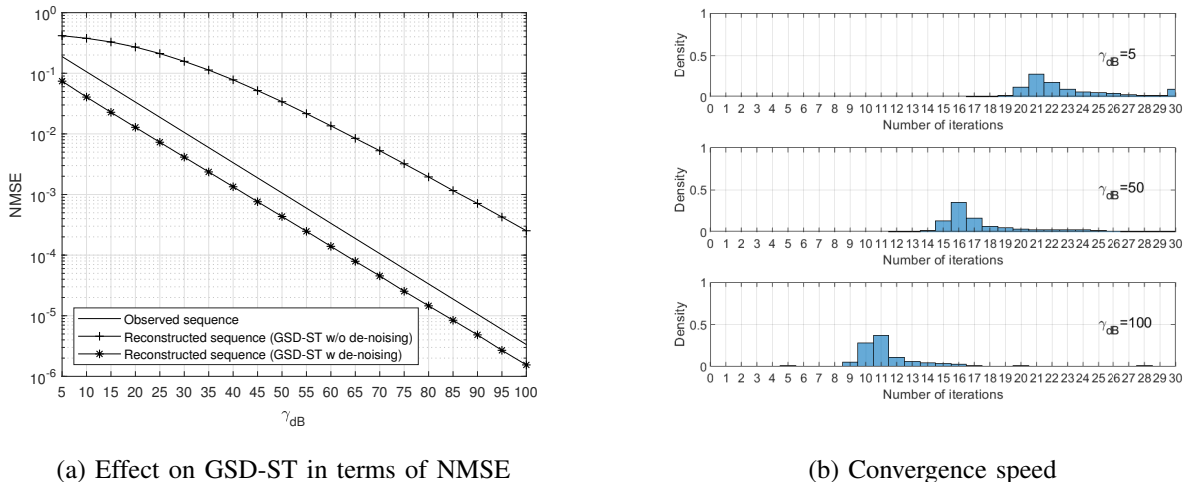 10^0
10^-1
10^-2
10^-3
10^-4
10^-5
10^-6
NMSE
Observed sequence
Reconstructed sequence (GSD-ST w/o de-noising)
Reconstructed sequence (GSD-ST w de-noising)
5 10 15 20 25 30 35 40 45 50 55 60 65 70 75 80 85 90 95 100
γdB
(a) Effect on GSD-ST in terms of NMSE
1
0.5
0
Density
γdB=5
0 1 2 3 4 5 6 7 8 9 10 11 12 13 14 15 16 17 18 19 20 21 22 23 24 25 26 27 28 29 30
Number of iterations
1
0.5
0
Density
γdB=50
0 1 2 3 4 5 6 7 8 9 10 11 12 13 14 15 16 17 18 19 20 21 22 23 24 25 26 27 28 29 30
Number of iterations
1
0.5
0
Density
γdB=100
0 1 2 3 4 5 6 7 8 9 10 11 12 13 14 15 16 17 18 19 20 21 22 23 24 25 26 27 28 29 30
Number of iterations
(b) Convergence speed